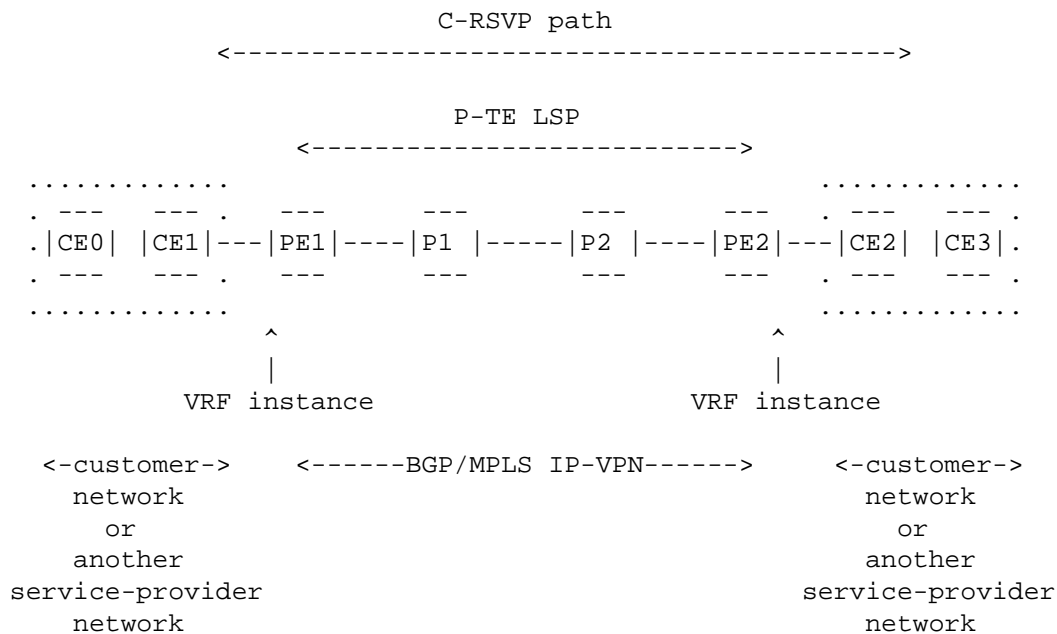 C-RSVP path
             <------------------------------------------>

                            P-TE LSP
                  <--------------------------->
 .............                                     .............
 . ---   --- .   ---      ---       ---      ---   . ---   --- .
 .|CE0| |CE1|---|PE1|----|P1 |-----|P2 |----|PE2|---|CE2| |CE3|.
 . ---   --- .   ---      ---       ---      ---   . ---   --- .
 .............                                     .............
                ^                               ^
                |                               |
           VRF instance                    VRF instance

  <-customer->    <------BGP/MPLS IP-VPN------>     <-customer->
    network                                           network
      or                                                or
    another                                           another
service-provider                                  service-provider
    network                                           network